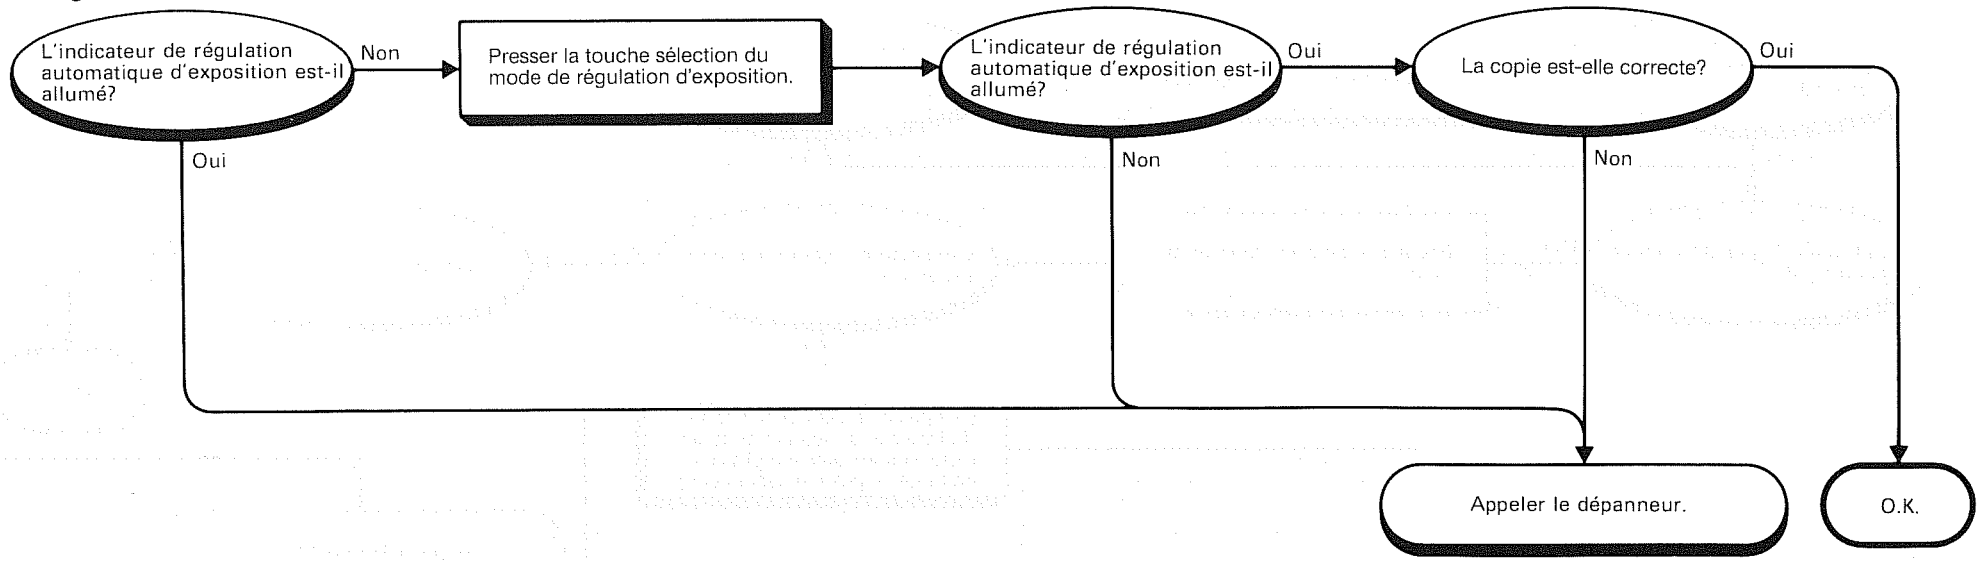 L'indicateur de régulation
automatique d'exposition est-il
allumé?
Non
Oui
Presser la touche sélection du
mode de régulation d'exposition.
L'indicateur de régulation
automatique d'exposition est-il
allumé?
Oui
Non
La copie est-elle correcte?
Oui
Non
Appeler le dépanneur.
O.K.